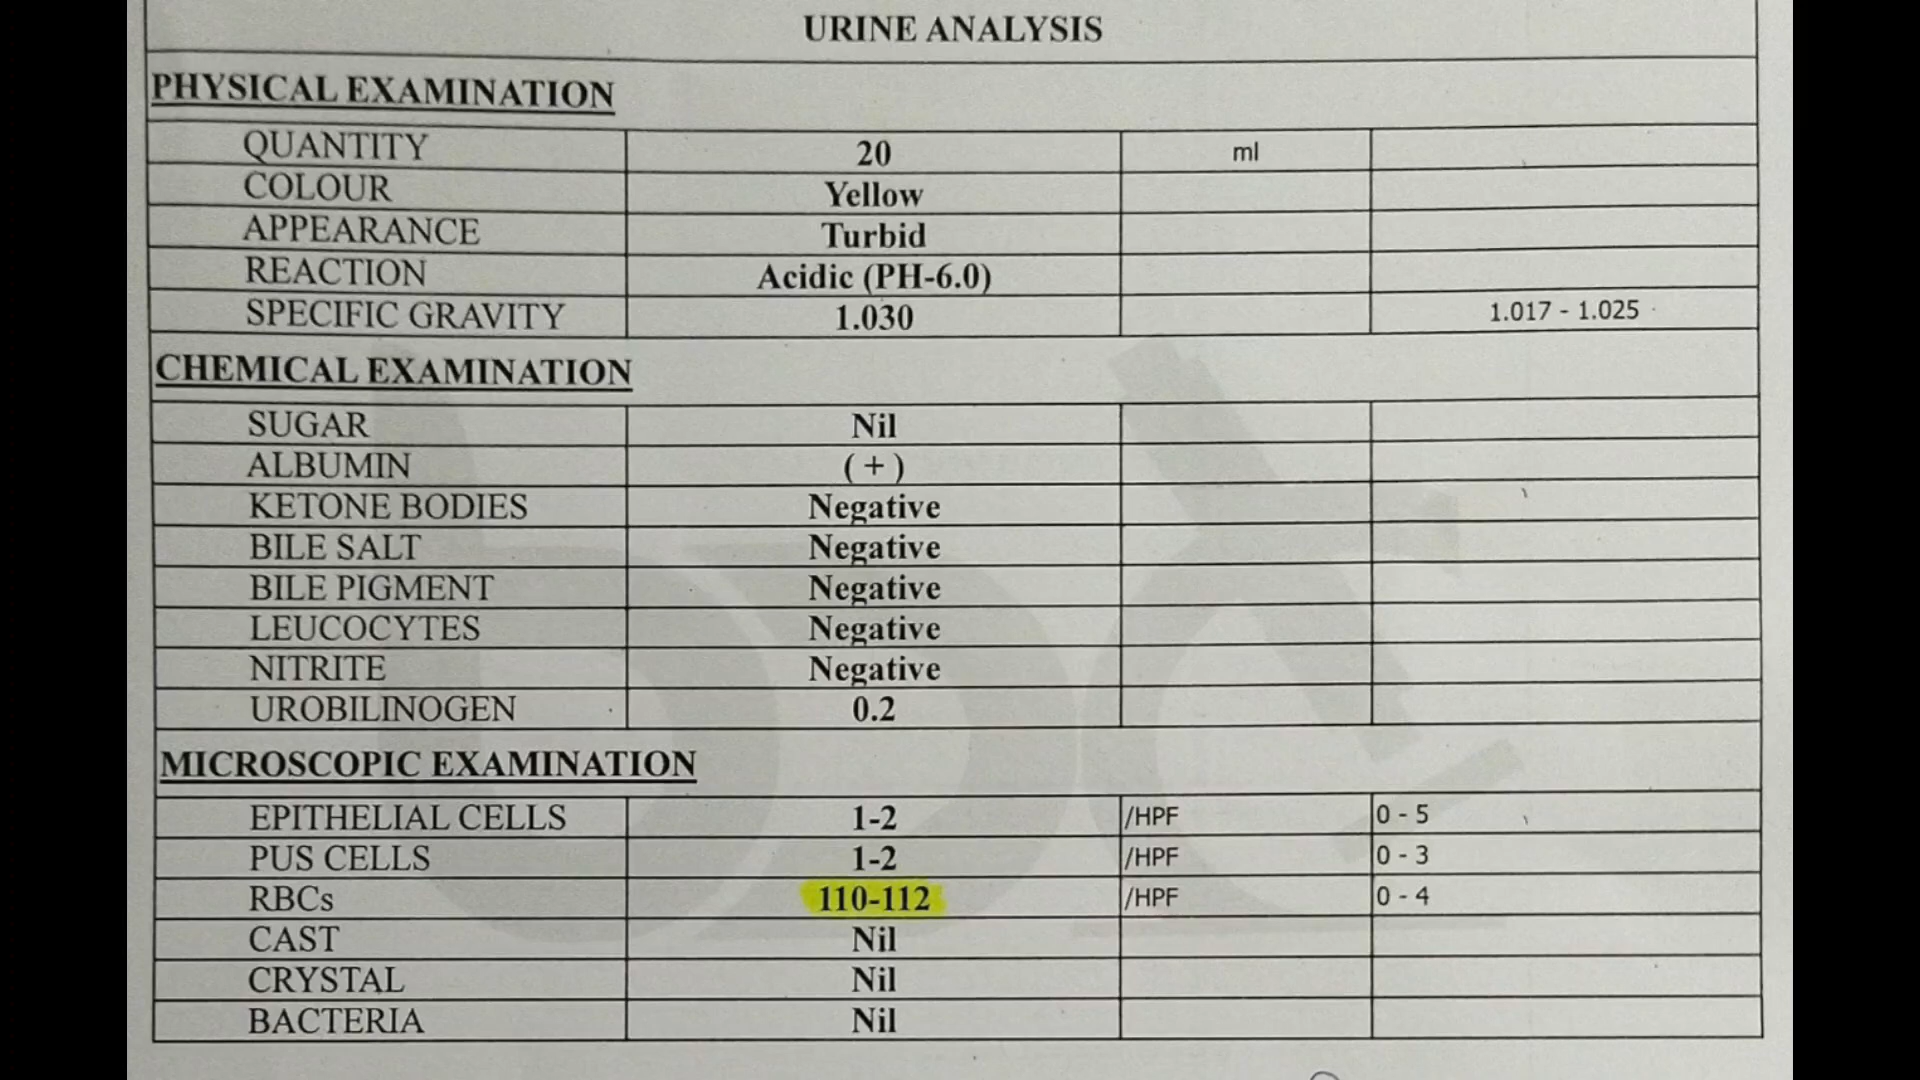 URINE ANALYSIS
PHYSICAL EXAMINATION
QUANTITY 20 ml
COLOUR Yellow
APPEARANCE Turbid
REACTION Acidic (PH-6.0)
SPECIFIC GRAVITY 1.030 1.017 - 1.025
CHEMICAL EXAMINATION
SUGAR Nil
ALBUMIN (+)
KETONE BODIES Negative
BILE SALT Negative
BILE PIGMENT Negative
LEUCOCYTES Negative
NITRITE Negative
UROBILINOGEN 0.2
MICROSCOPIC EXAMINATION
EPITHELIAL CELLS 1-2 /HPF 0 - 5
PUS CELLS 1-2 /HPF 0 - 3
RBCs 110-112 /HPF 0 - 4
CAST Nil
CRYSTAL Nil
BACTERIA Nil